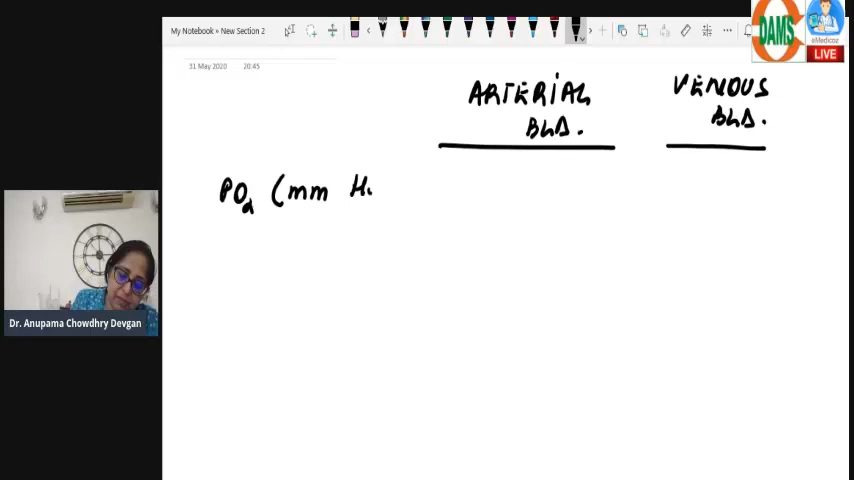 My Notebook » New Section 2
DAMS
eMedicoz
LIVE
31 May 2020 20:45
ARTERIAL
BLD.
VENOUS
BLD.
PO2 (mm H.
Dr. Anupama Chowdhry Devgan